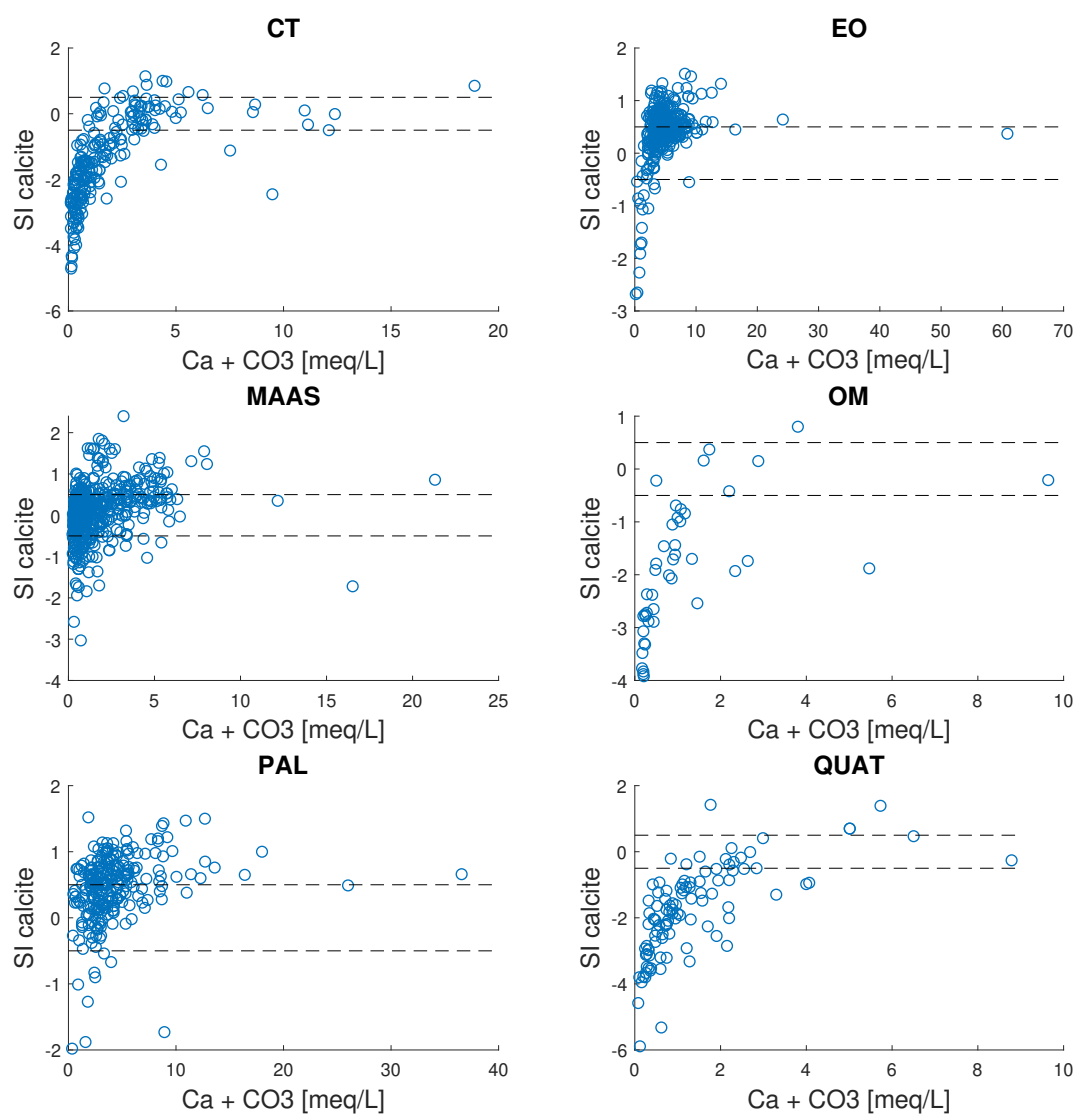 CT
2
0
-2
-4
-6
SI calcite
0 5 10 15 20
Ca + CO3 [meq/L]
EO
2
1
0
-1
-2
-3
SI calcite
0 10 20 30 40 50 60 70
Ca + CO3 [meq/L]
MAAS
2
1
0
-1
-2
-3
-4
SI calcite
0 5 10 15 20 25
Ca + CO3 [meq/L]
OM
1
0
-1
-2
-3
-4
SI calcite
0 2 4 6 8 10
Ca + CO3 [meq/L]
PAL
2
1
0
-1
-2
SI calcite
0 10 20 30 40
Ca + CO3 [meq/L]
QUAT
2
0
-2
-4
-6
SI calcite
0 2 4 6 8 10
Ca + CO3 [meq/L]